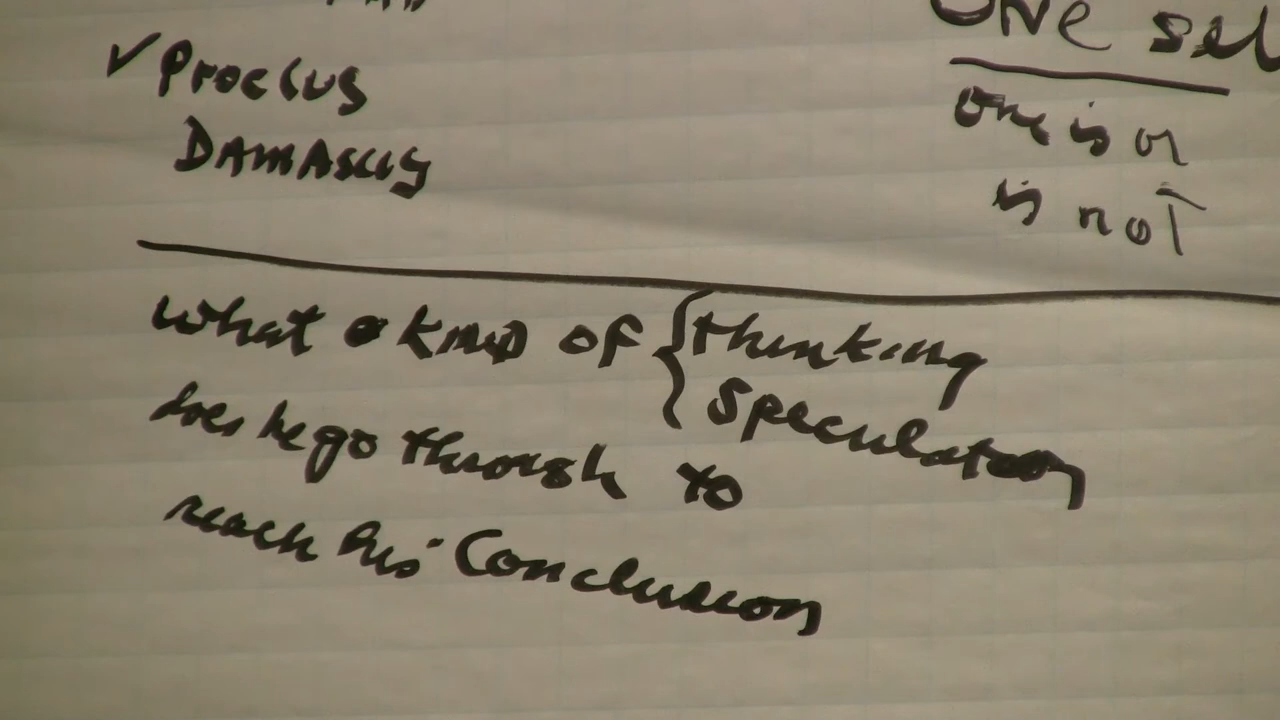 ✓ Proclus
DAMASCUS
ONE sel
one is or
is not
what kind of { thinking
Speculation
does he go through to
reach his Conclusion